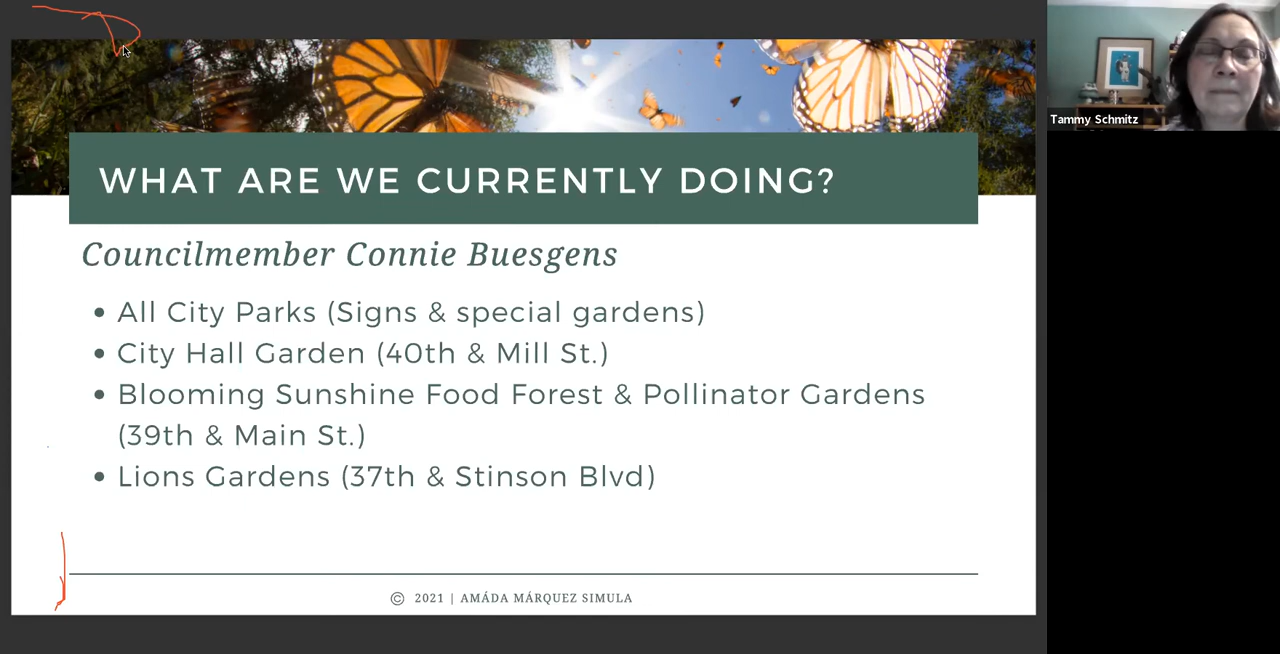 WHAT ARE WE CURRENTLY DOING?
Councilmember Connie Buesgens
• All City Parks (Signs & special gardens)
• City Hall Garden (40th & Mill St.)
• Blooming Sunshine Food Forest & Pollinator Gardens
(39th & Main St.)
• Lions Gardens (37th & Stinson Blvd)
© 2021 | AMÁDA MÁRQUEZ SIMULA
Tammy Schmitz